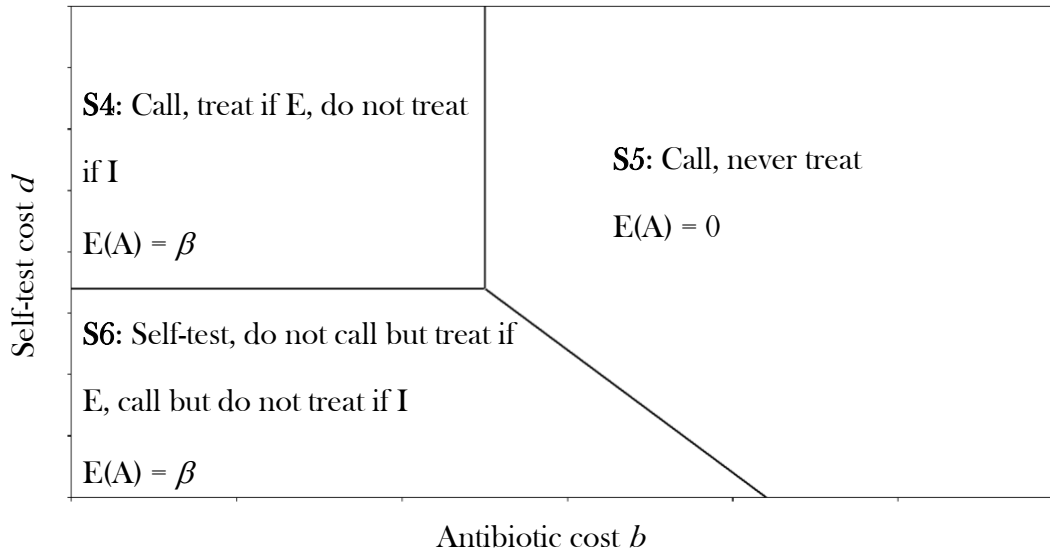 S4: Call, treat if E, do not treat
if I
E(A) = β
S5: Call, never treat
E(A) = 0
S6: Self-test, do not call but treat if
E, call but do not treat if I
E(A) = β
Self-test cost d
Antibiotic cost b